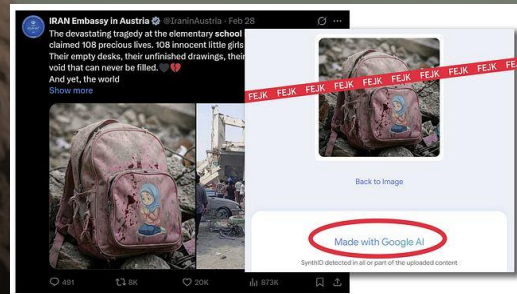 IRAN Embassy in Austria @IraninAustria · Feb 28
The devastating tragedy at the elementary school
claimed 108 precious lives. 108 innocent little girls
Their empty desks, their unfinished drawings, their
void that can never be filled.
And yet, the world
Show more
491 8K 20K 873K
FEJK FEJK FEJK FEJK FEJK FEJK FEJK FEJK
Back to Image
Made with Google AI
SynthID detected in all or part of the uploaded content